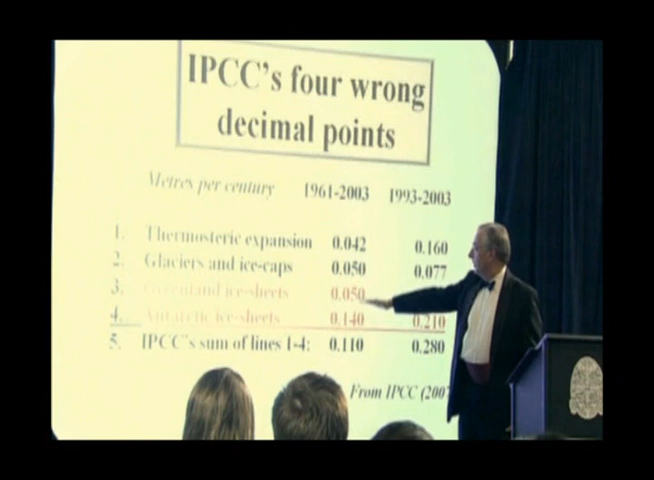 IPCC's four wrong
decimal points
Metres per century 1961-2003 1993-2003
1. Thermosteric expansion 0.042 0.160
2. Glaciers and ice-caps 0.050 0.077
3. Greenland ice-sheets 0.050
4. Antarctic ice-sheets 0.140 0.210
5. IPCC's sum of lines 1-4: 0.110 0.280
From IPCC (200